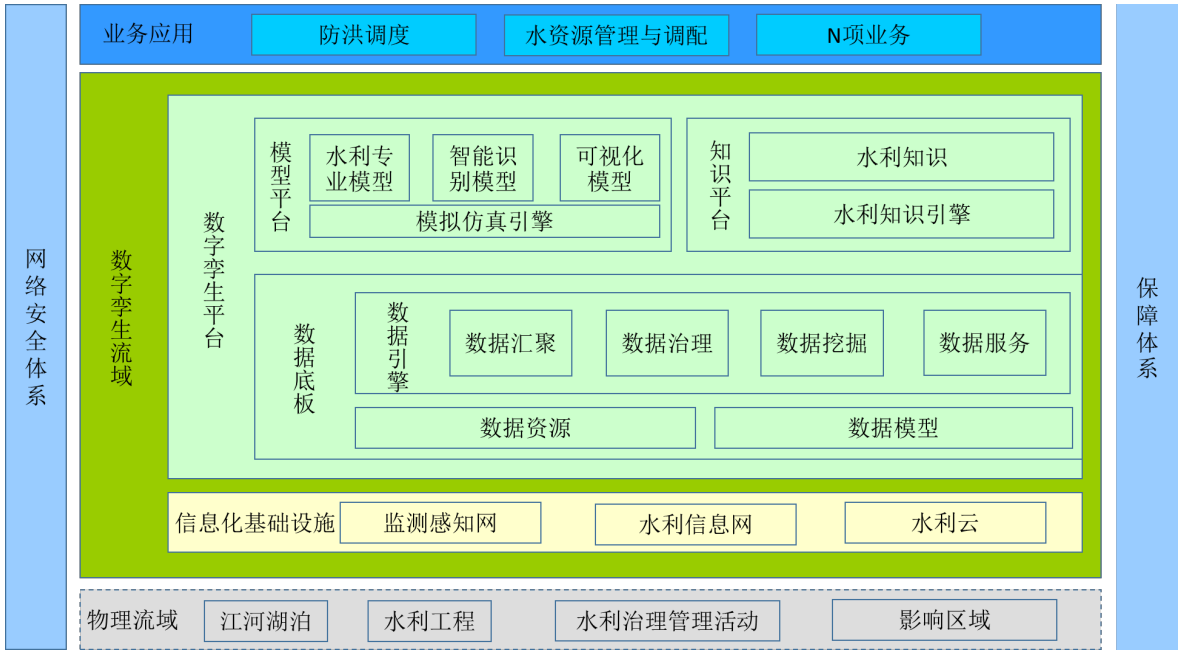 业务应用
防洪调度
水资源管理与调配
N项业务
网络安全体系
数字孪生流域
数字孪生平台
模型平台
水利专
业模型
智能识
别模型
可视化
模型
模拟仿真引擎
知识平台
水利知识
水利知识引擎
数据底板
数据引擎
数据汇聚
数据治理
数据挖掘
数据服务
数据资源
数据模型
信息化基础设施
监测感知网
水利信息网
水利云
物理流域
江河湖泊
水利工程
水利治理管理活动
影响区域
保障体系